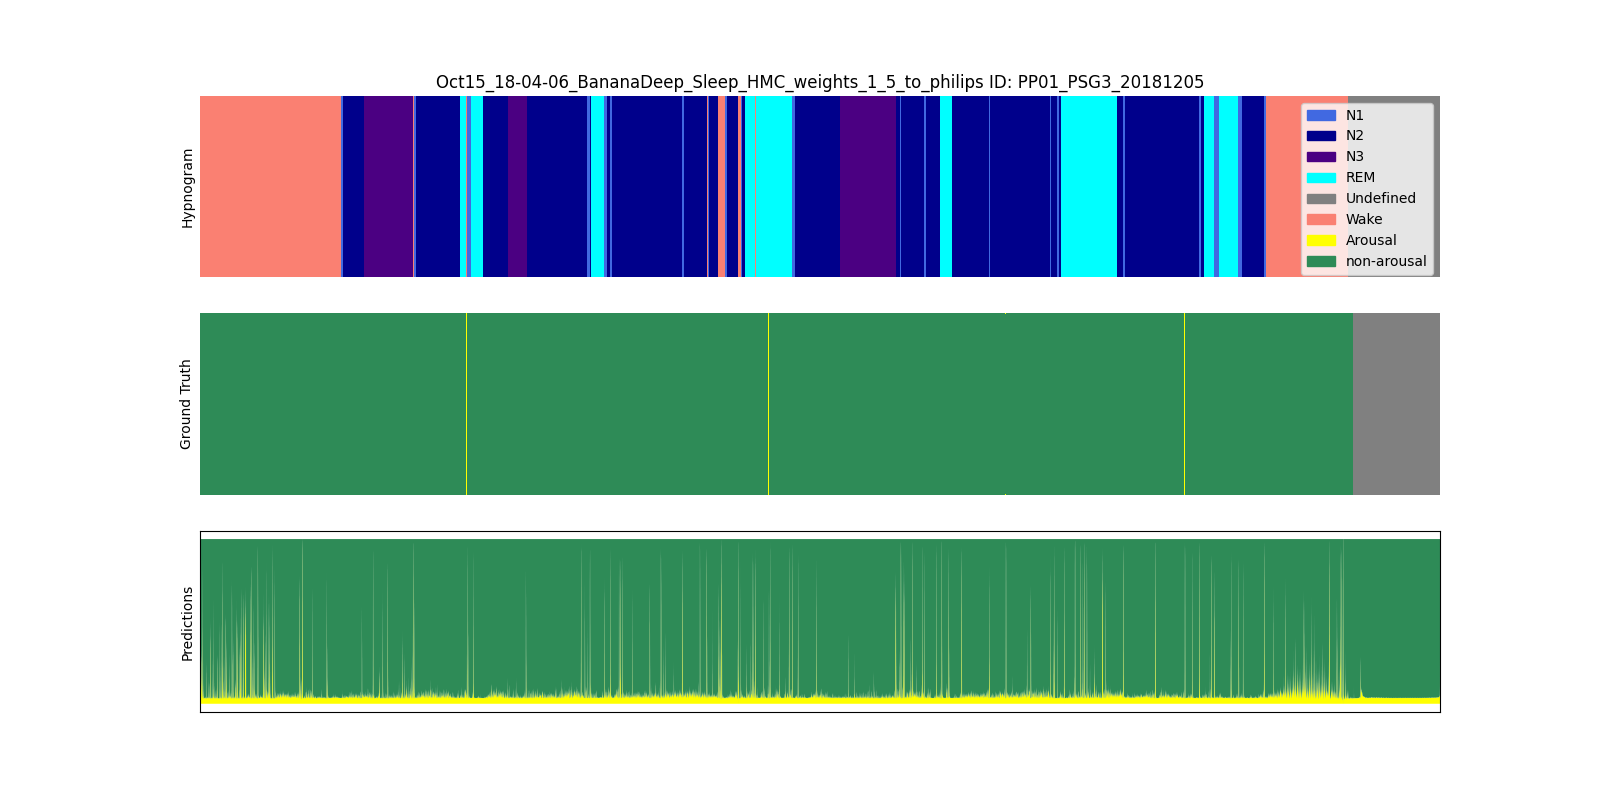 Oct15_18-04-06_BananaDeep_Sleep_HMC_weights_1_5_to_philips ID: PP01_PSG3_20181205
Hypnogram
N1
N2
N3
REM
Undefined
Wake
Arousal
non-arousal
Ground Truth
Predictions